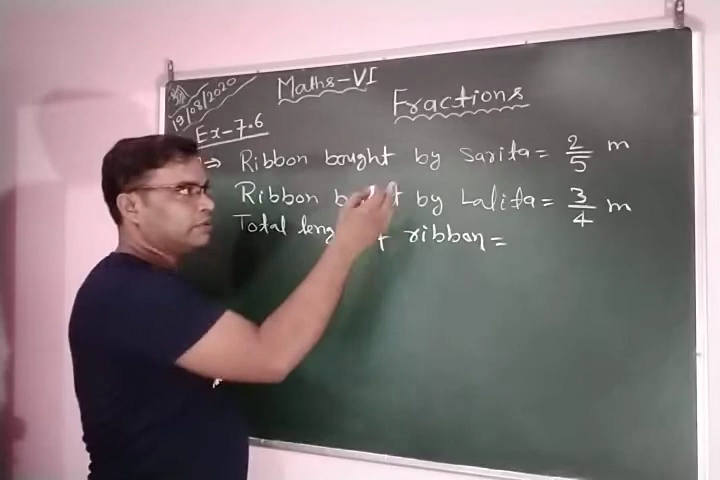 19/08/2020
Maths-VI
Fractions
Ex-7.6
⇒ Ribbon bought by Sarita = 2/5 m
Ribbon by Lalita = 3/4 m
Total ribbon =